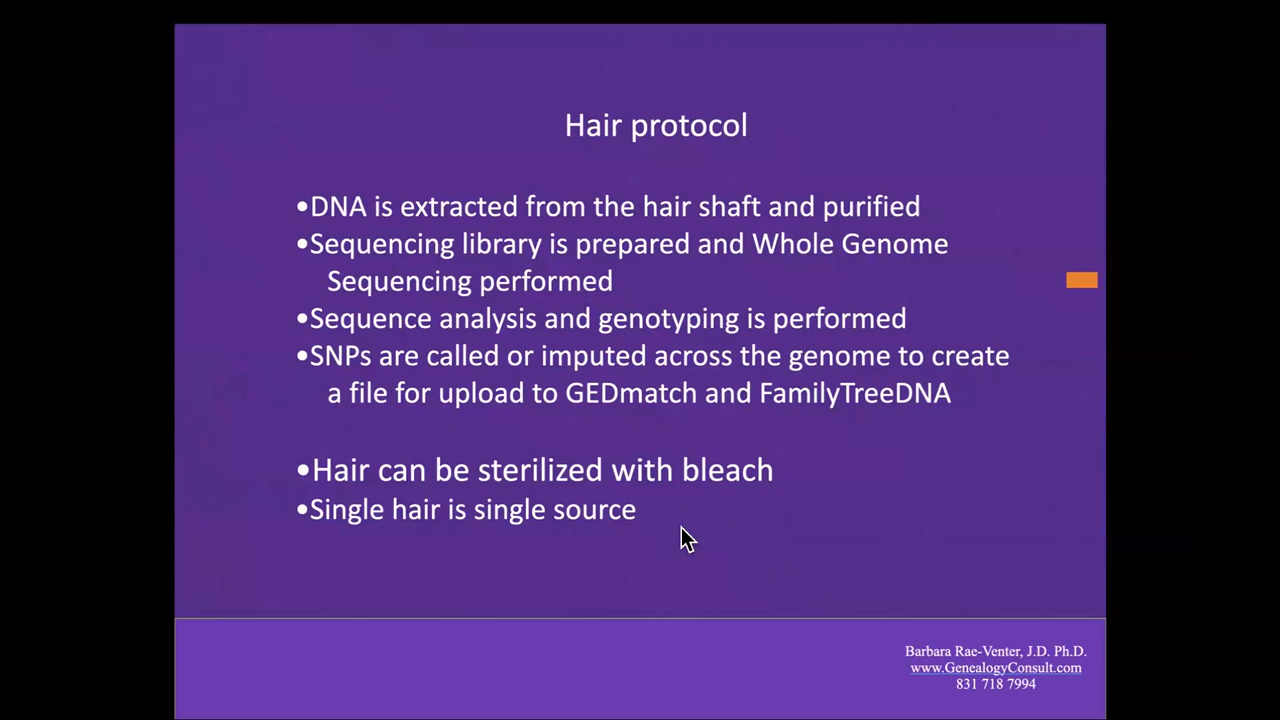 Hair protocol
•DNA is extracted from the hair shaft and purified
•Sequencing library is prepared and Whole Genome
Sequencing performed
•Sequence analysis and genotyping is performed
•SNPs are called or imputed across the genome to create
a file for upload to GEDmatch and FamilyTreeDNA
•Hair can be sterilized with bleach
•Single hair is single source
Barbara Rae-Venter, J.D. Ph.D.
www.GenealogyConsult.com
831 718 7994